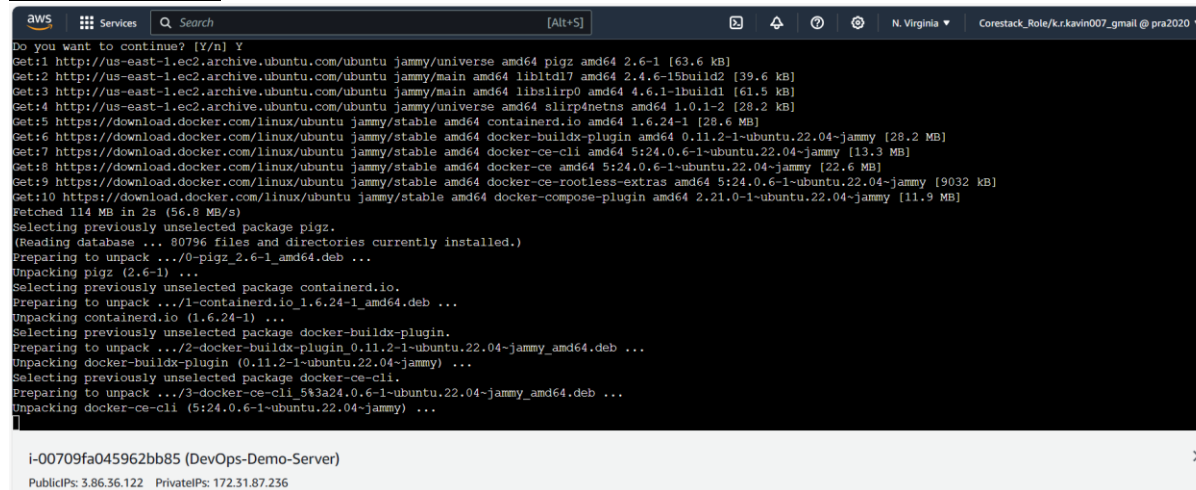 aws Services Search [Alt+S] N. Virginia Corestack_Role/k.r.kavin007_gmail @ pra2020
Do you want to continue? [Y/n] Y
Get:1 http://us-east-1.ec2.archive.ubuntu.com/ubuntu jammy/universe amd64 pigz amd64 2.6-1 [63.6 kB]
Get:2 http://us-east-1.ec2.archive.ubuntu.com/ubuntu jammy/main amd64 libltdl7 amd64 2.4.6-15build2 [39.6 kB]
Get:3 http://us-east-1.ec2.archive.ubuntu.com/ubuntu jammy/main amd64 libslirp0 amd64 4.6.1-1build1 [61.5 kB]
Get:4 http://us-east-1.ec2.archive.ubuntu.com/ubuntu jammy/universe amd64 slirp4netns amd64 1.0.1-2 [28.2 kB]
Get:5 https://download.docker.com/linux/ubuntu jammy/stable amd64 containerd.io amd64 1.6.24-1 [28.6 MB]
Get:6 https://download.docker.com/linux/ubuntu jammy/stable amd64 docker-buildx-plugin amd64 0.11.2-1~ubuntu.22.04~jammy [28.2 MB]
Get:7 https://download.docker.com/linux/ubuntu jammy/stable amd64 docker-ce-cli amd64 5:24.0.6-1~ubuntu.22.04~jammy [13.3 MB]
Get:8 https://download.docker.com/linux/ubuntu jammy/stable amd64 docker-ce amd64 5:24.0.6-1~ubuntu.22.04~jammy [22.6 MB]
Get:9 https://download.docker.com/linux/ubuntu jammy/stable amd64 docker-ce-rootless-extras amd64 5:24.0.6-1~ubuntu.22.04~jammy [9032 kB]
Get:10 https://download.docker.com/linux/ubuntu jammy/stable amd64 docker-compose-plugin amd64 2.21.0-1~ubuntu.22.04~jammy [11.9 MB]
Fetched 114 MB in 2s (56.8 MB/s)
Selecting previously unselected package pigz.
(Reading database ... 80796 files and directories currently installed.)
Preparing to unpack .../0-pigz_2.6-1_amd64.deb ...
Unpacking pigz (2.6-1) ...
Selecting previously unselected package containerd.io.
Preparing to unpack .../1-containerd.io_1.6.24-1_amd64.deb ...
Unpacking containerd.io (1.6.24-1) ...
Selecting previously unselected package docker-buildx-plugin.
Preparing to unpack .../2-docker-buildx-plugin_0.11.2-1~ubuntu.22.04~jammy_amd64.deb ...
Unpacking docker-buildx-plugin (0.11.2-1~ubuntu.22.04~jammy) ...
Selecting previously unselected package docker-ce-cli.
Preparing to unpack .../3-docker-ce-cli_5%3a24.0.6-1~ubuntu.22.04~jammy_amd64.deb ...
Unpacking docker-ce-cli (5:24.0.6-1~ubuntu.22.04~jammy) ...
i-00709fa045962bb85 (DevOps-Demo-Server)
PublicIPs: 3.86.36.122 PrivateIPs: 172.31.87.236